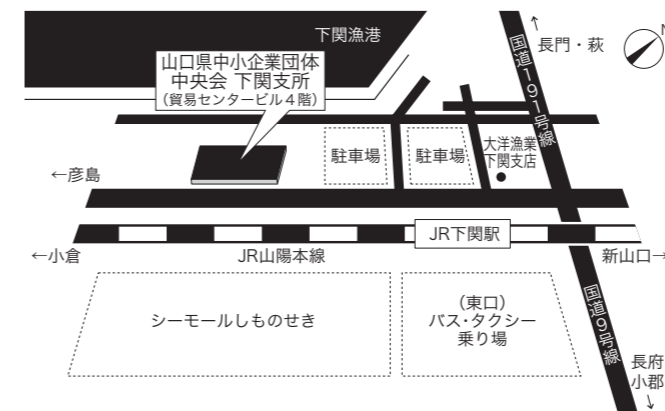 下関漁港
山口県中小企業団体
中央会 下関支所
(貿易センタービル4階)
↑
長門・萩
N
国道191号線
駐車場
駐車場
大洋漁業
下関支店
←彦島
JR下関駅
←小倉
JR山陽本線
新山口→
シーモールしものせき
(東口)
バス・タクシー
乗り場
国道9号線
長府
小郡
↓